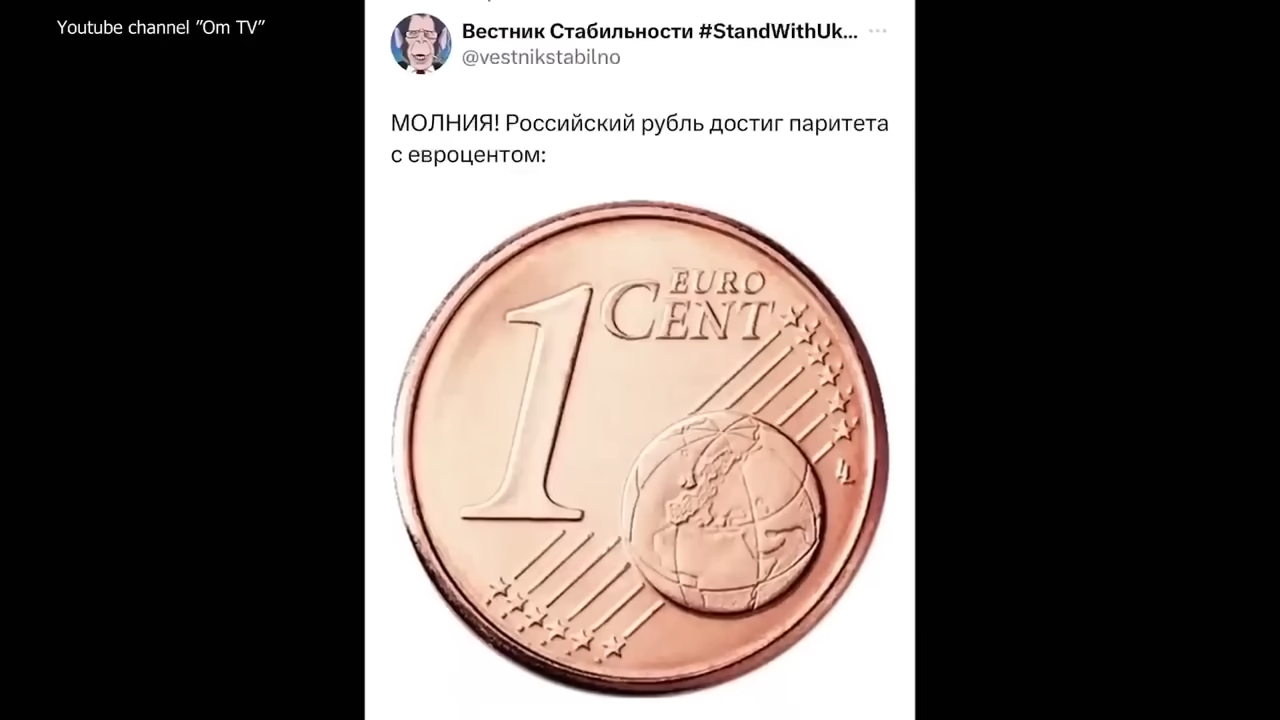 Youtube channel ”Om TV”
Вестник Стабильности #StandWithUk...
@vestnikstabilno
МОЛНИЯ! Российский рубль достиг паритета
с евроцентом:
1
EURO
CENT